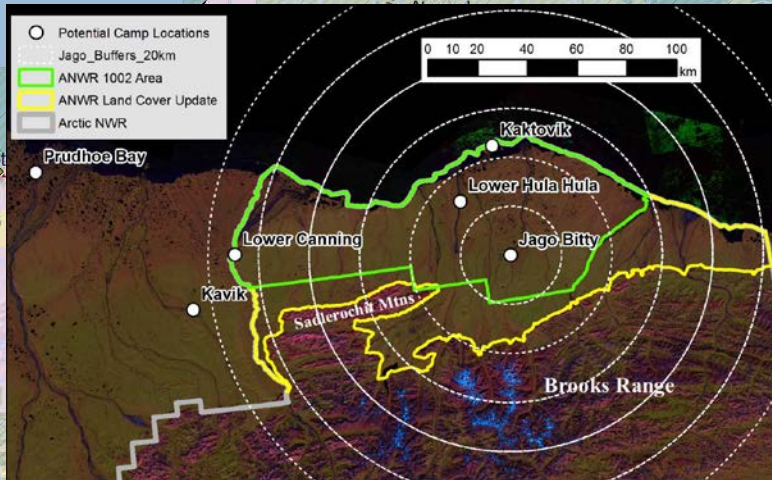 Potential Camp Locations
Jago_Buffers_20km
ANWR 1002 Area
ANWR Land Cover Update
Arctic NWR
0 20 40 60 80 100
km
Prudhoe Bay
Kaktovik
Lower Hula Hula
Lower Canning
Jago Bitty
Kavik
Sadlerochit Mtns
Brooks Range